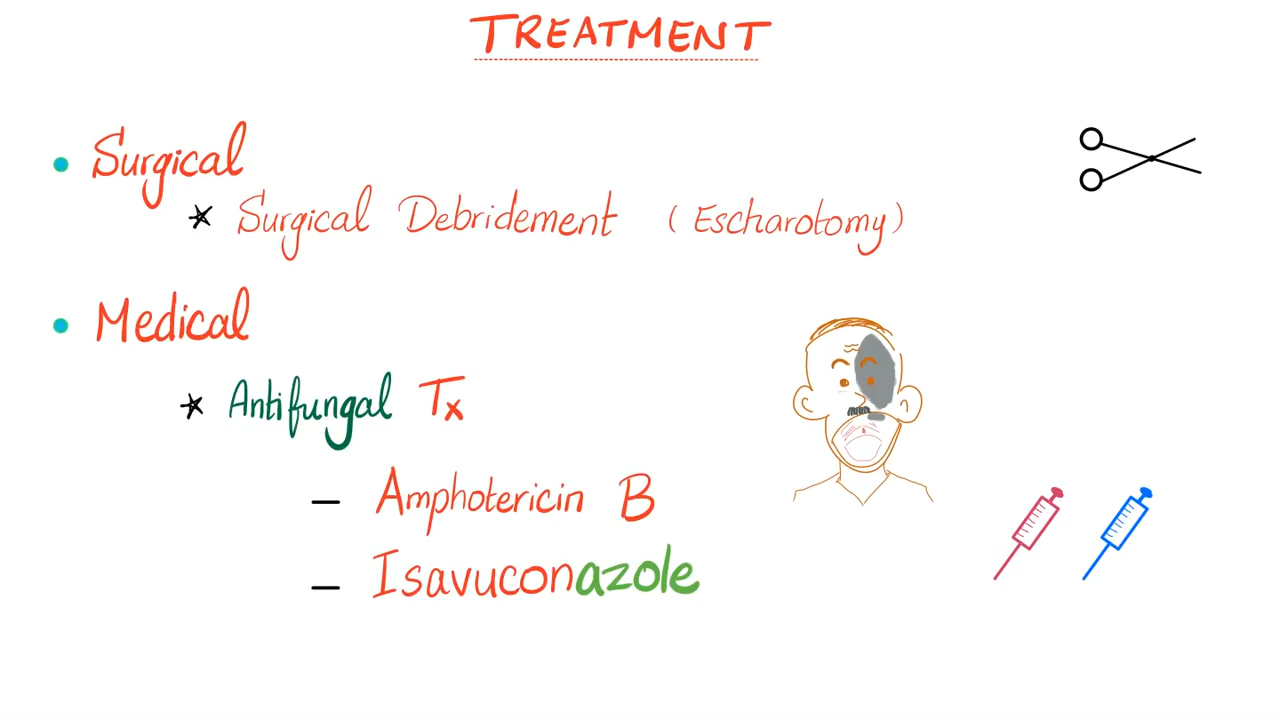 TREATMENT
Surgical
Surgical Debridement (Escharotomy)
Medical
Antifungal Tx
Amphotericin B
Isavuconazole